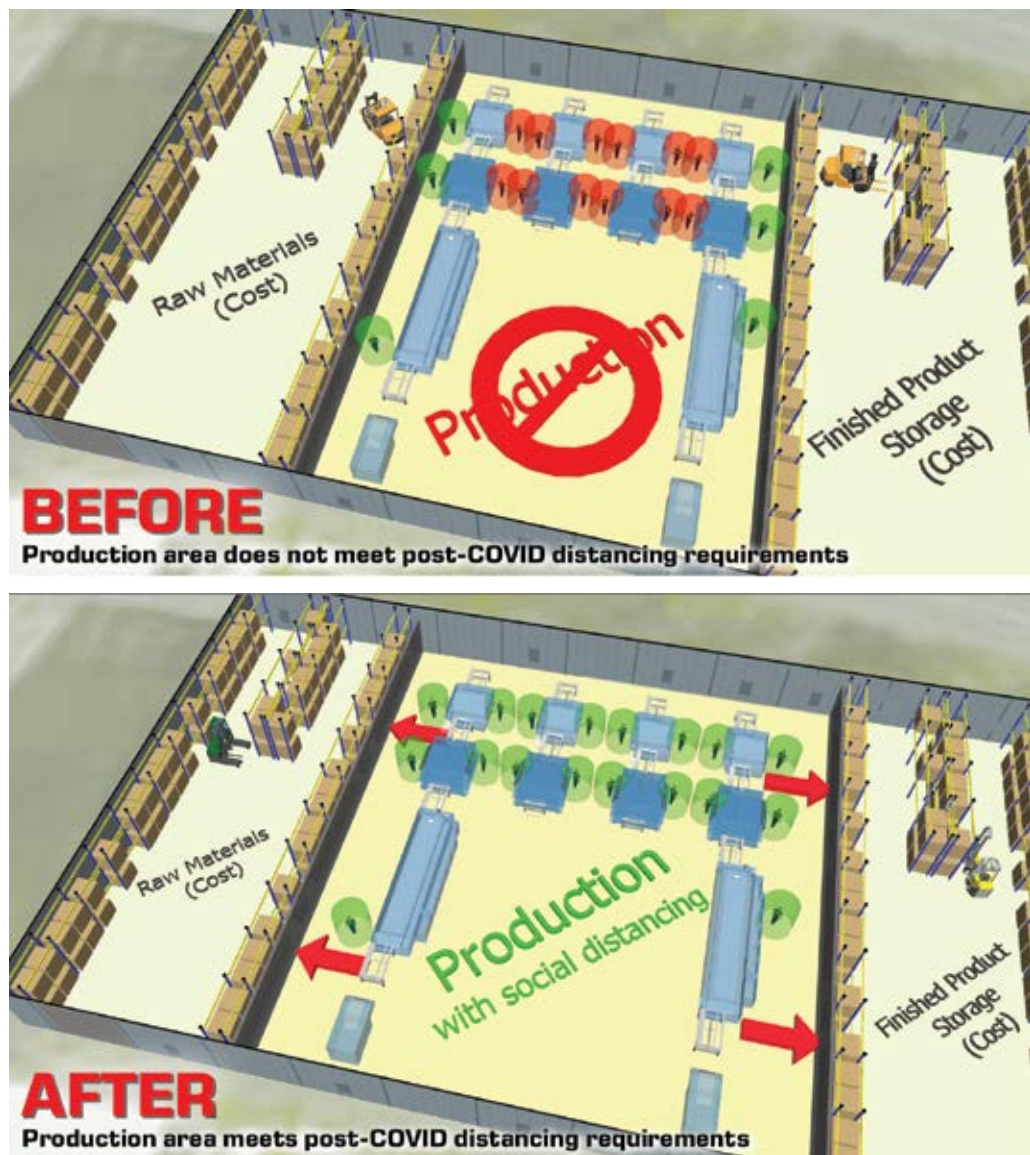 Raw Materials
(Cost)
Production
Finished Product
Storage
(Cost)
BEFORE
Production area does not meet post-COVID distancing requirements
Raw Materials
(Cost)
Production
with social distancing
Finished Product
Storage
(Cost)
AFTER
Production area meets post-COVID distancing requirements